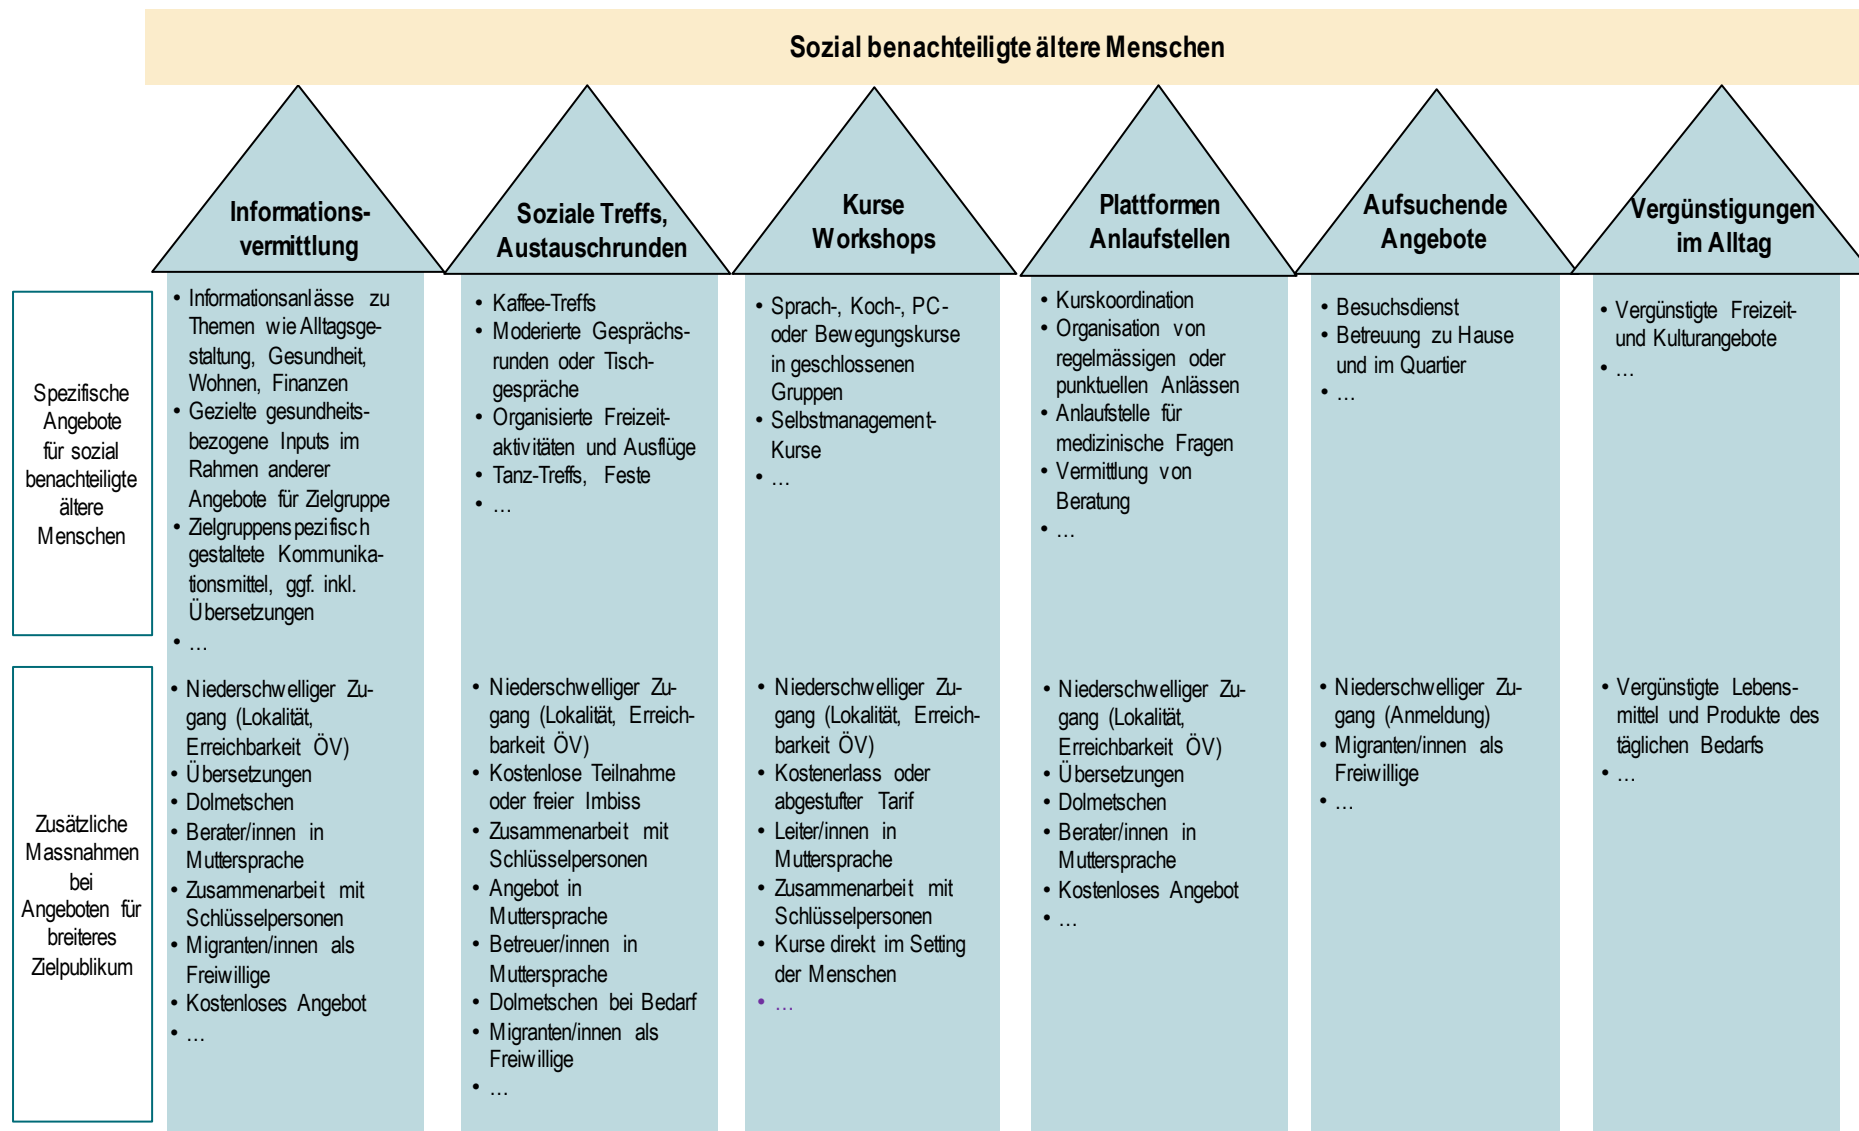 Sozial benachteiligte ältere Menschen
Informations-
vermittlung
Soziale Treffs,
Austauschrunden
Kurse
Workshops
Plattformen
Anlaufstellen
Aufsuchende
Angebote
Vergünstigungen
im Alltag
Spezifische
Angebote
für sozial
benachteiligte
ältere
Menschen
• Informationsanlässe zu
Themen wie Alltagsge-
staltung, Gesundheit,
Wohnen, Finanzen
• Gezielte gesundheits-
bezogene Inputs im
Rahmen anderer
Angebote für Zielgruppe
• Zielgruppenspezifisch
gestaltete Kommunika-
tionsmittel, ggf. inkl.
Übersetzungen
• …
• Kaffee-Treffs
• Moderierte Gesprächs-
runden oder Tisch-
gespräche
• Organisierte Freizeit-
aktivitäten und Ausflüge
• Tanz-Treffs, Feste
• …
• Sprach-, Koch-, PC-
oder Bewegungskurse
in geschlossenen
Gruppen
• Selbstmanagement-
Kurse
• …
• Kurskoordination
• Organisation von
regelmässigen oder
punktuellen Anlässen
• Anlaufstelle für
medizinische Fragen
• Vermittlung von
Beratung
• …
• Besuchsdienst
• Betreuung zu Hause
und im Quartier
• …
• Vergünstigte Freizeit-
und Kulturangebote
• …
Zusätzliche
Massnahmen
bei
Angeboten für
breiteres
Zielpublikum
• Niederschwelliger Zu-
gang (Lokalität,
Erreichbarkeit ÖV)
• Übersetzungen
• Dolmetschen
• Berater/innen in
Muttersprache
• Zusammenarbeit mit
Schlüsselpersonen
• Migranten/innen als
Freiwillige
• Kostenloses Angebot
• …
• Niederschwelliger Zu-
gang (Lokalität, Erreich-
barkeit ÖV)
• Kostenlose Teilnahme
oder freier Imbiss
• Zusammenarbeit mit
Schlüsselpersonen
• Angebot in
Muttersprache
• Betreuer/innen in
Muttersprache
• Dolmetschen bei Bedarf
• Migranten/innen als
Freiwillige
• …
• Niederschwelliger Zu-
gang (Lokalität, Erreich-
barkeit ÖV)
• Kostenerlass oder
abgestufter Tarif
• Leiter/innen in
Muttersprache
• Zusammenarbeit mit
Schlüsselpersonen
• Kurse direkt im Setting
der Menschen
• …
• Niederschwelliger Zu-
gang (Lokalität,
Erreichbarkeit ÖV)
• Übersetzungen
• Dolmetschen
• Berater/innen in
Muttersprache
• Kostenloses Angebot
• …
• Niederschwelliger Zu-
gang (Anmeldung)
• Migranten/innen als
Freiwillige
• …
• Vergünstigte Lebens-
mittel und Produkte des
täglichen Bedarfs
• …